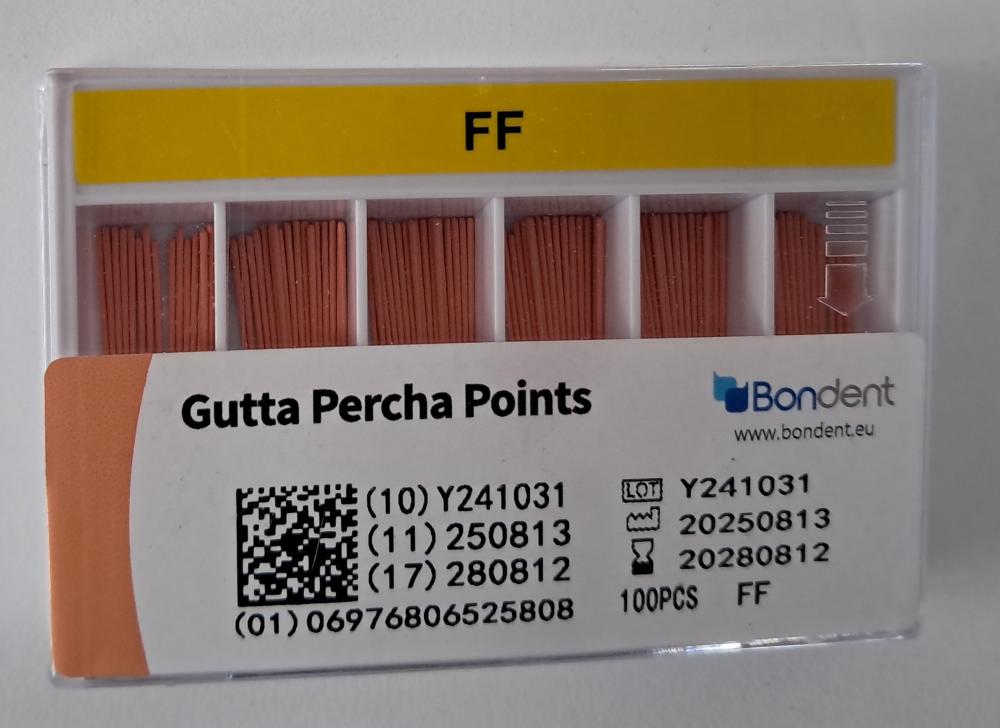 FF
Gutta Percha Points
Bondent
www.bondent.eu
(10) Y241031
(11) 250813
(17) 280812
(01) 06976806525808
LOT Y241031
20250813
20280812
100PCS FF